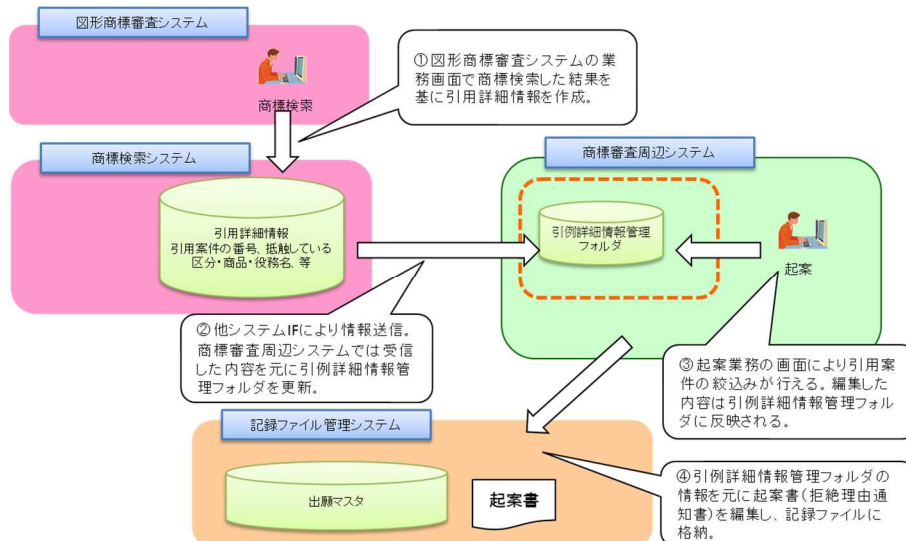 図形商標審査システム
商標検索
①図形商標審査システムの業
務画面で商標検索した結果を
基に引用詳細情報を作成。
商標検索システム
引用詳細情報
引用案件の番号、抵触している
区分・商品・役務名、等
商標審査周辺システム
引例詳細情報管理
フォルダ
起案
②他システムIFにより情報送信。
商標審査周辺システムでは受信
した内容を元に引例詳細情報管
理フォルダを更新。
③起案業務の画面により引用案
件の絞込みが行える。編集した
内容は引例詳細情報管理フォル
ダに反映される。
記録ファイル管理システム
出願マスタ
起案書
④引例詳細情報管理フォルダの
情報を元に起案書(拒絶理由通
知書)を編集し、記録ファイルに
格納。